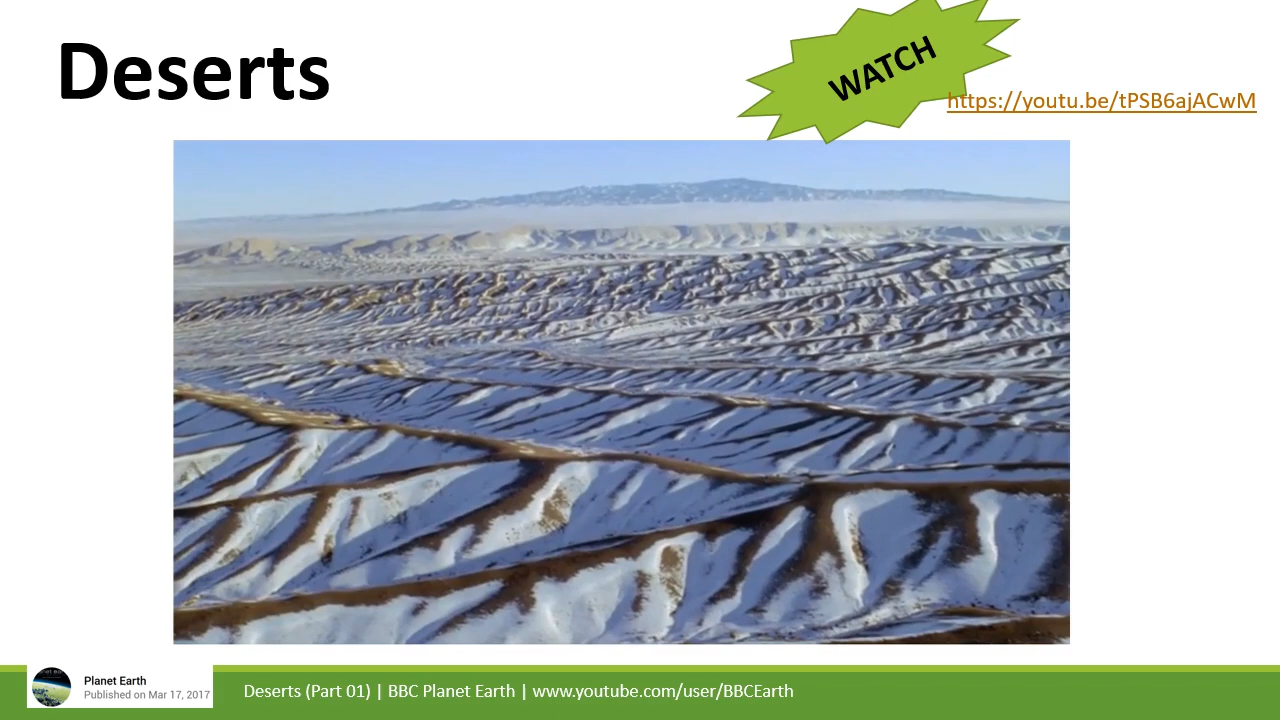 Deserts
WATCH
https://youtu.be/tPSB6ajACwM
Planet Earth
Published on Mar 17, 2017
Deserts (Part 01) | BBC Planet Earth | www.youtube.com/user/BBCEarth